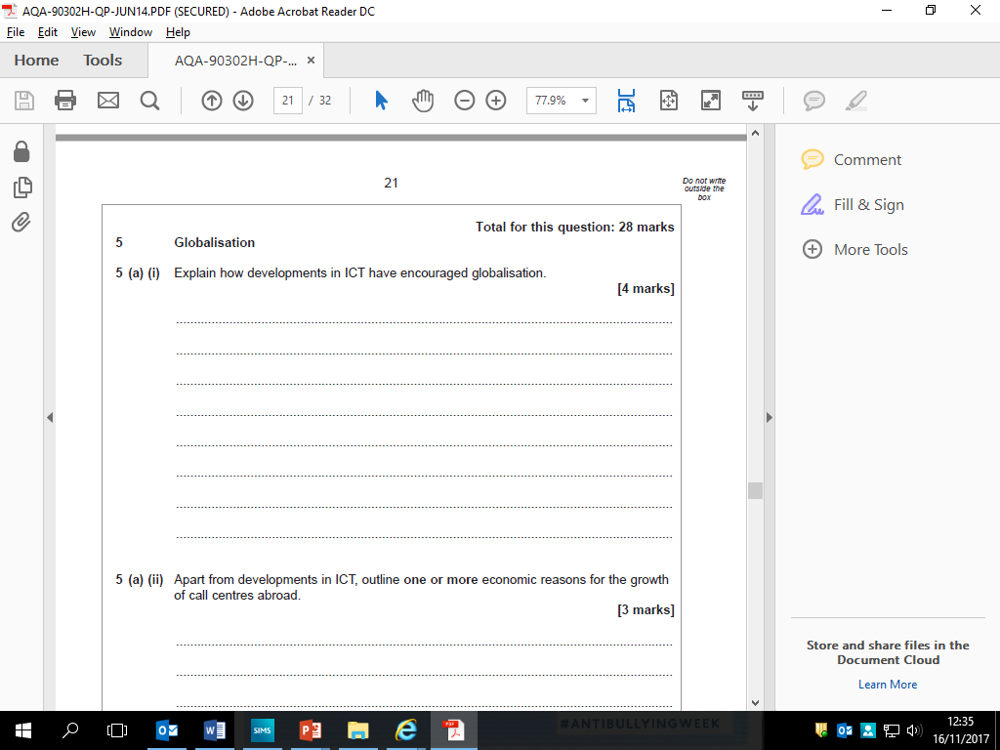 AQA-90302H-QP-JUN14.PDF (SECURED) - Adobe Acrobat Reader DC
File Edit View Window Help
Home Tools AQA-90302H-QP-... ×
21 / 32 77.9%
Comment
Fill & Sign
More Tools
21
Do not write
outside the
box
Total for this question: 28 marks
5 Globalisation
5 (a) (i) Explain how developments in ICT have encouraged globalisation.
[4 marks]
5 (a) (ii) Apart from developments in ICT, outline one or more economic reasons for the growth
of call centres abroad.
[3 marks]
Store and share files in the
Document Cloud
Learn More
#ANTIBULLYINGWEEK
SIMS
12:35
16/11/2017